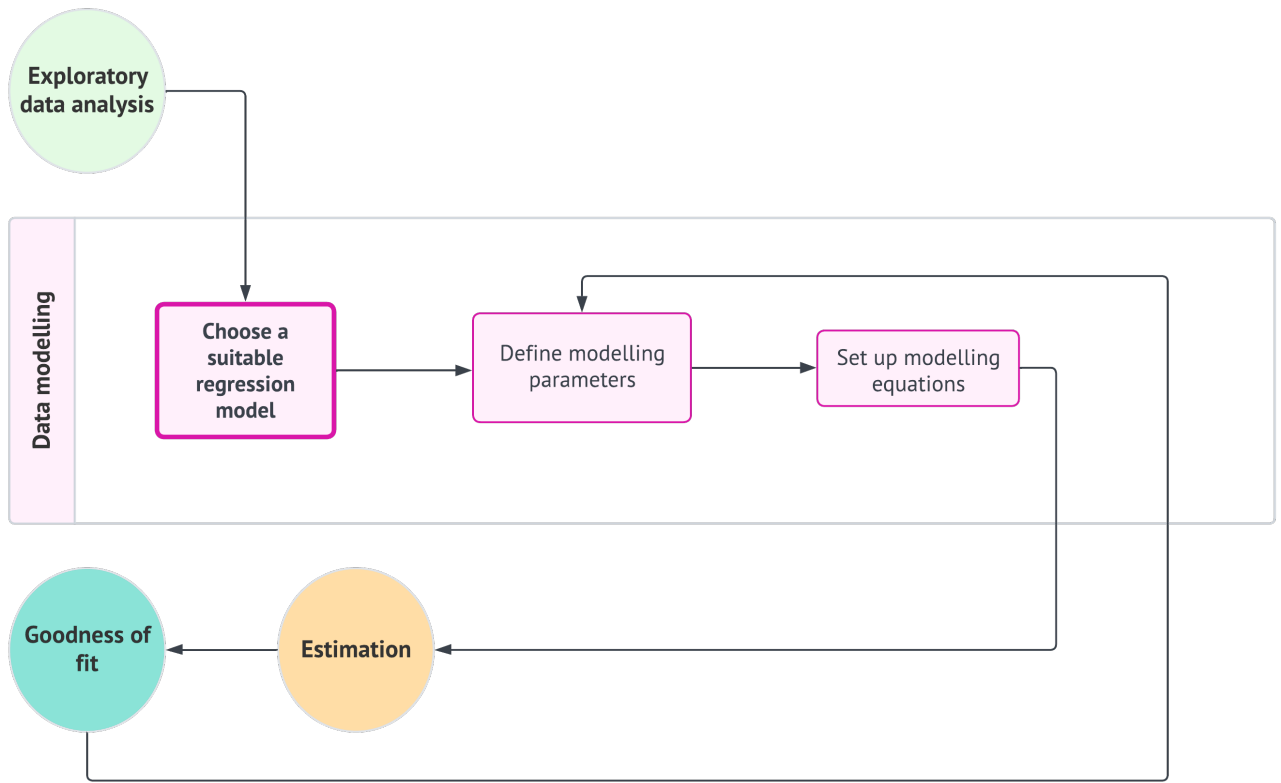 Exploratory
data analysis
Data modelling
Choose a
suitable
regression
model
Define modelling
parameters
Set up modelling
equations
Goodness of
fit
Estimation